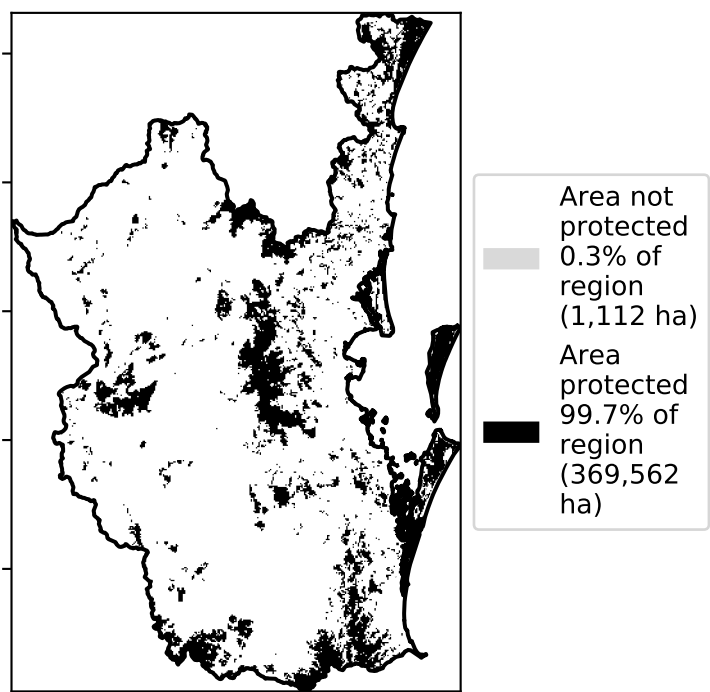 Area not
protected
0.3% of
region
(1,112 ha)
Area
protected
99.7% of
region
(369,562
ha)